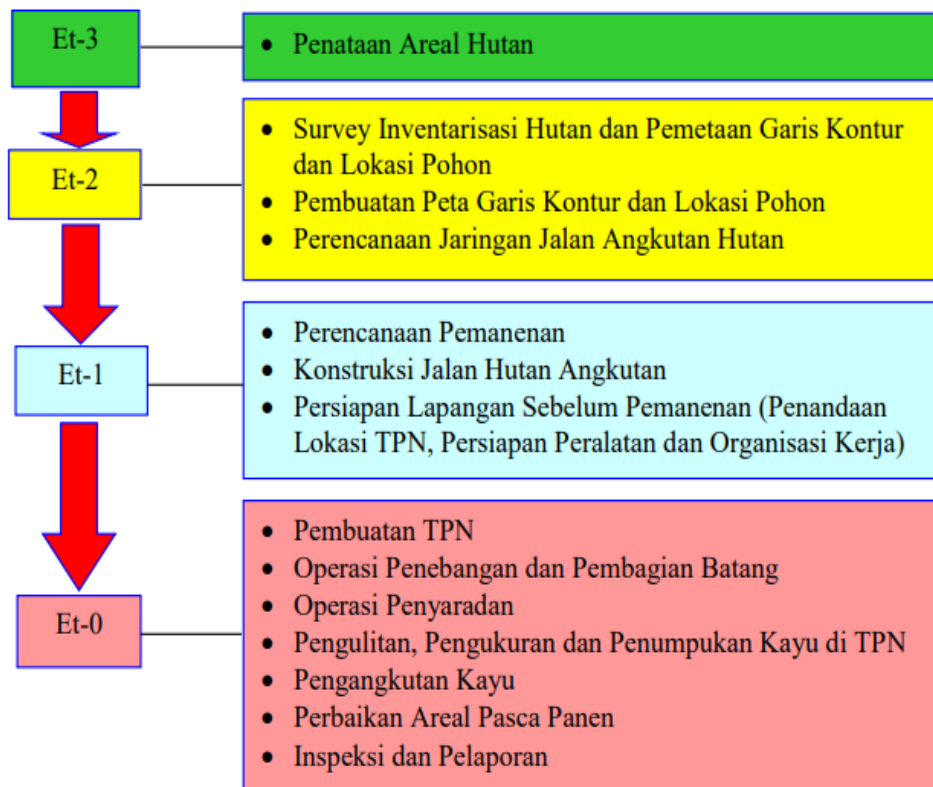 Et-3
• Penataan Areal Hutan
Et-2
• Survey Inventarisasi Hutan dan Pemetaan Garis Kontur
dan Lokasi Pohon
• Pembuatan Peta Garis Kontur dan Lokasi Pohon
• Perencanaan Jaringan Jalan Angkutan Hutan
Et-1
• Perencanaan Pemanenan
• Konstruksi Jalan Hutan Angkutan
• Persiapan Lapangan Sebelum Pemanenan (Penandaan
Lokasi TPN, Persiapan Peralatan dan Organisasi Kerja)
Et-0
• Pembuatan TPN
• Operasi Penebangan dan Pembagian Batang
• Operasi Penyaradan
• Pengulitan, Pengukuran dan Penumpukan Kayu di TPN
• Pengangkutan Kayu
• Perbaikan Areal Pasca Panen
• Inspeksi dan Pelaporan